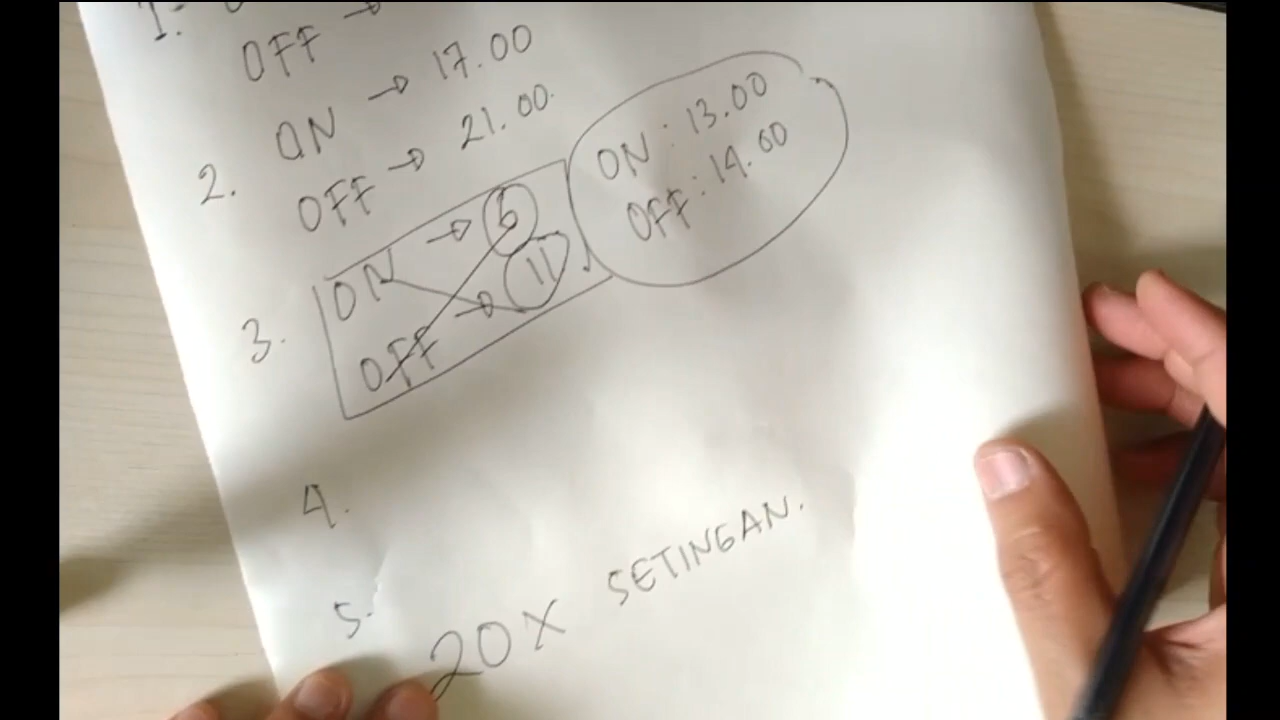 1.
OFF →
2. ON → 17.00
OFF → 21.00.
3. ON → 6
OFF → 11
ON : 13.00
OFF : 14.00
4.
5.
20X SETINGAN.